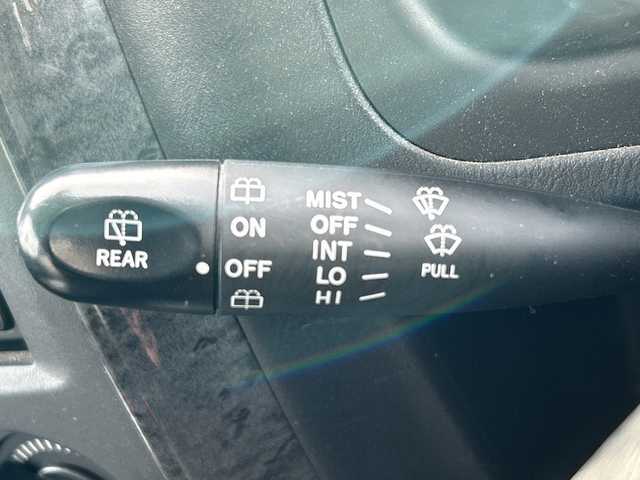 REAR
ON
OFF
MIST
OFF
INT
LO
HI
PULL